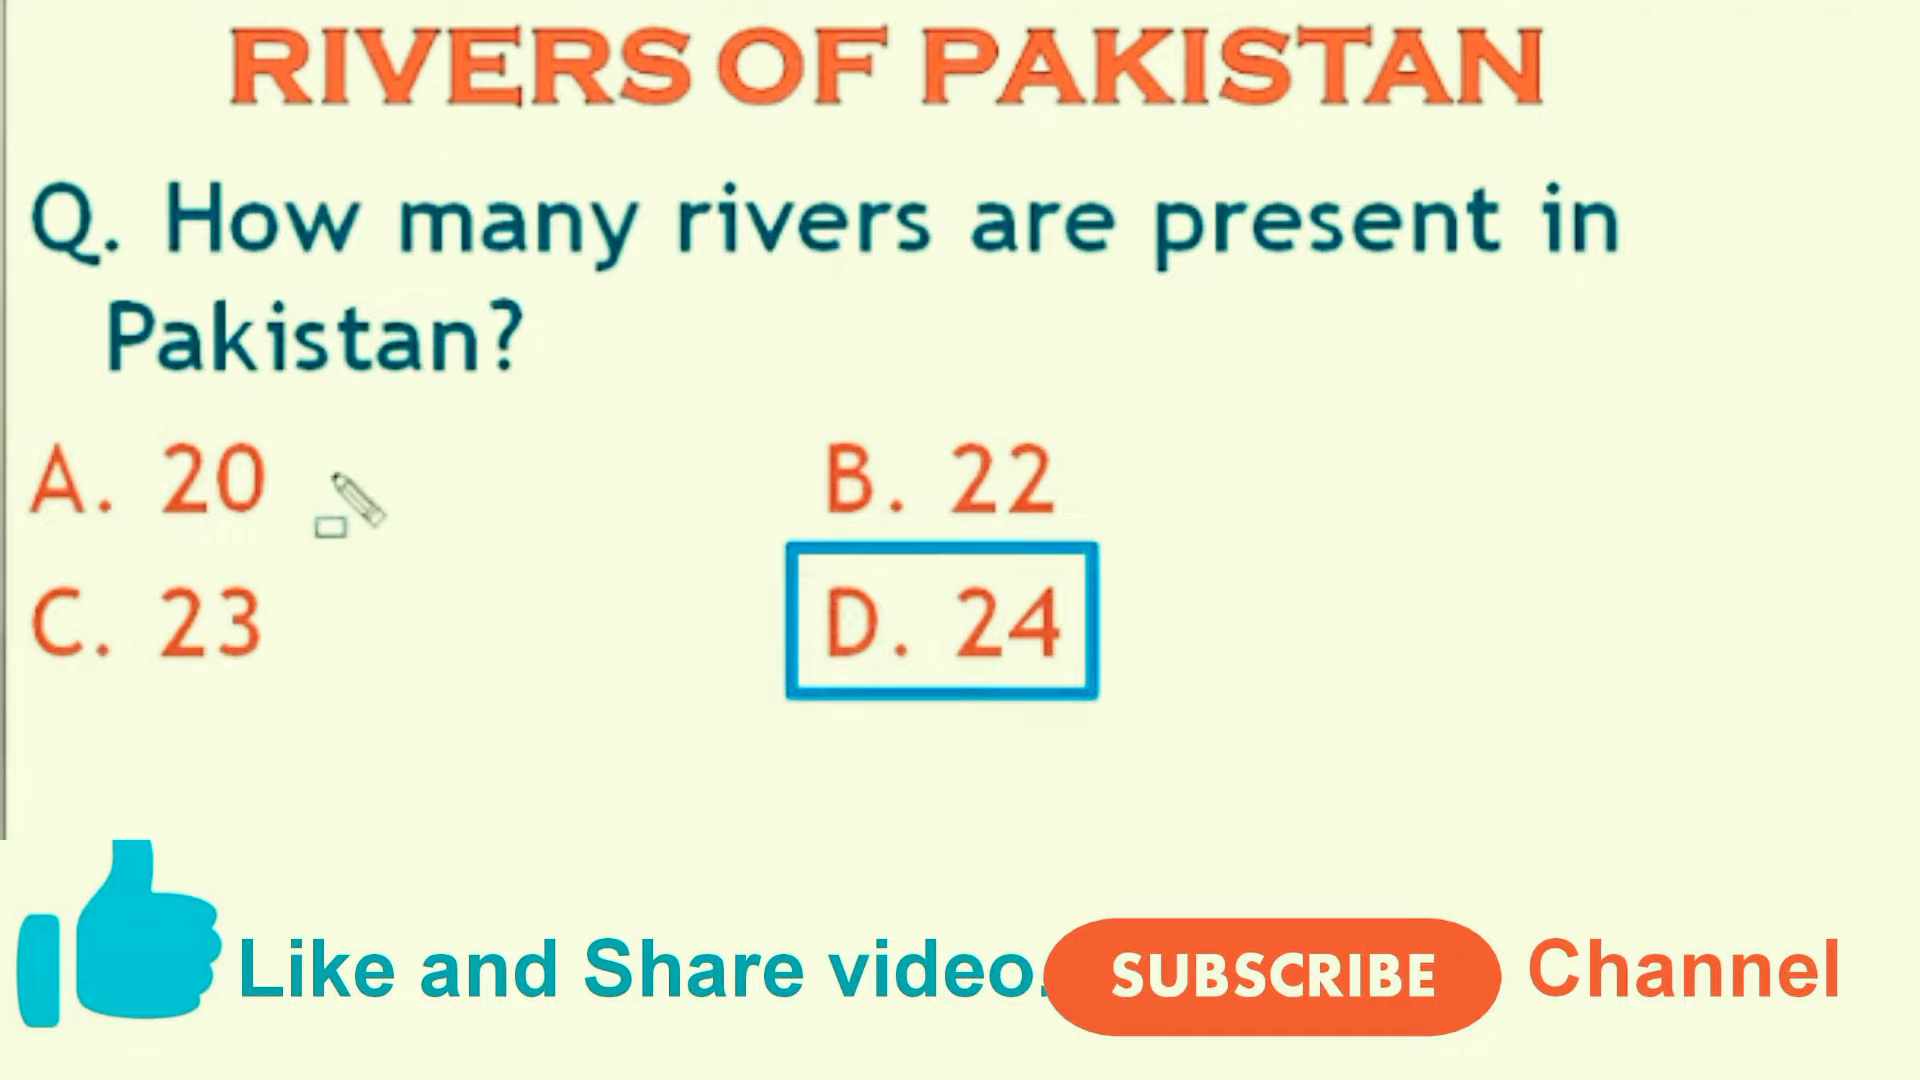 RIVERS OF PAKISTAN
Q. How many rivers are present in
Pakistan?
A. 20 B. 22
C. 23 D. 24
Like and Share video. SUBSCRIBE Channel